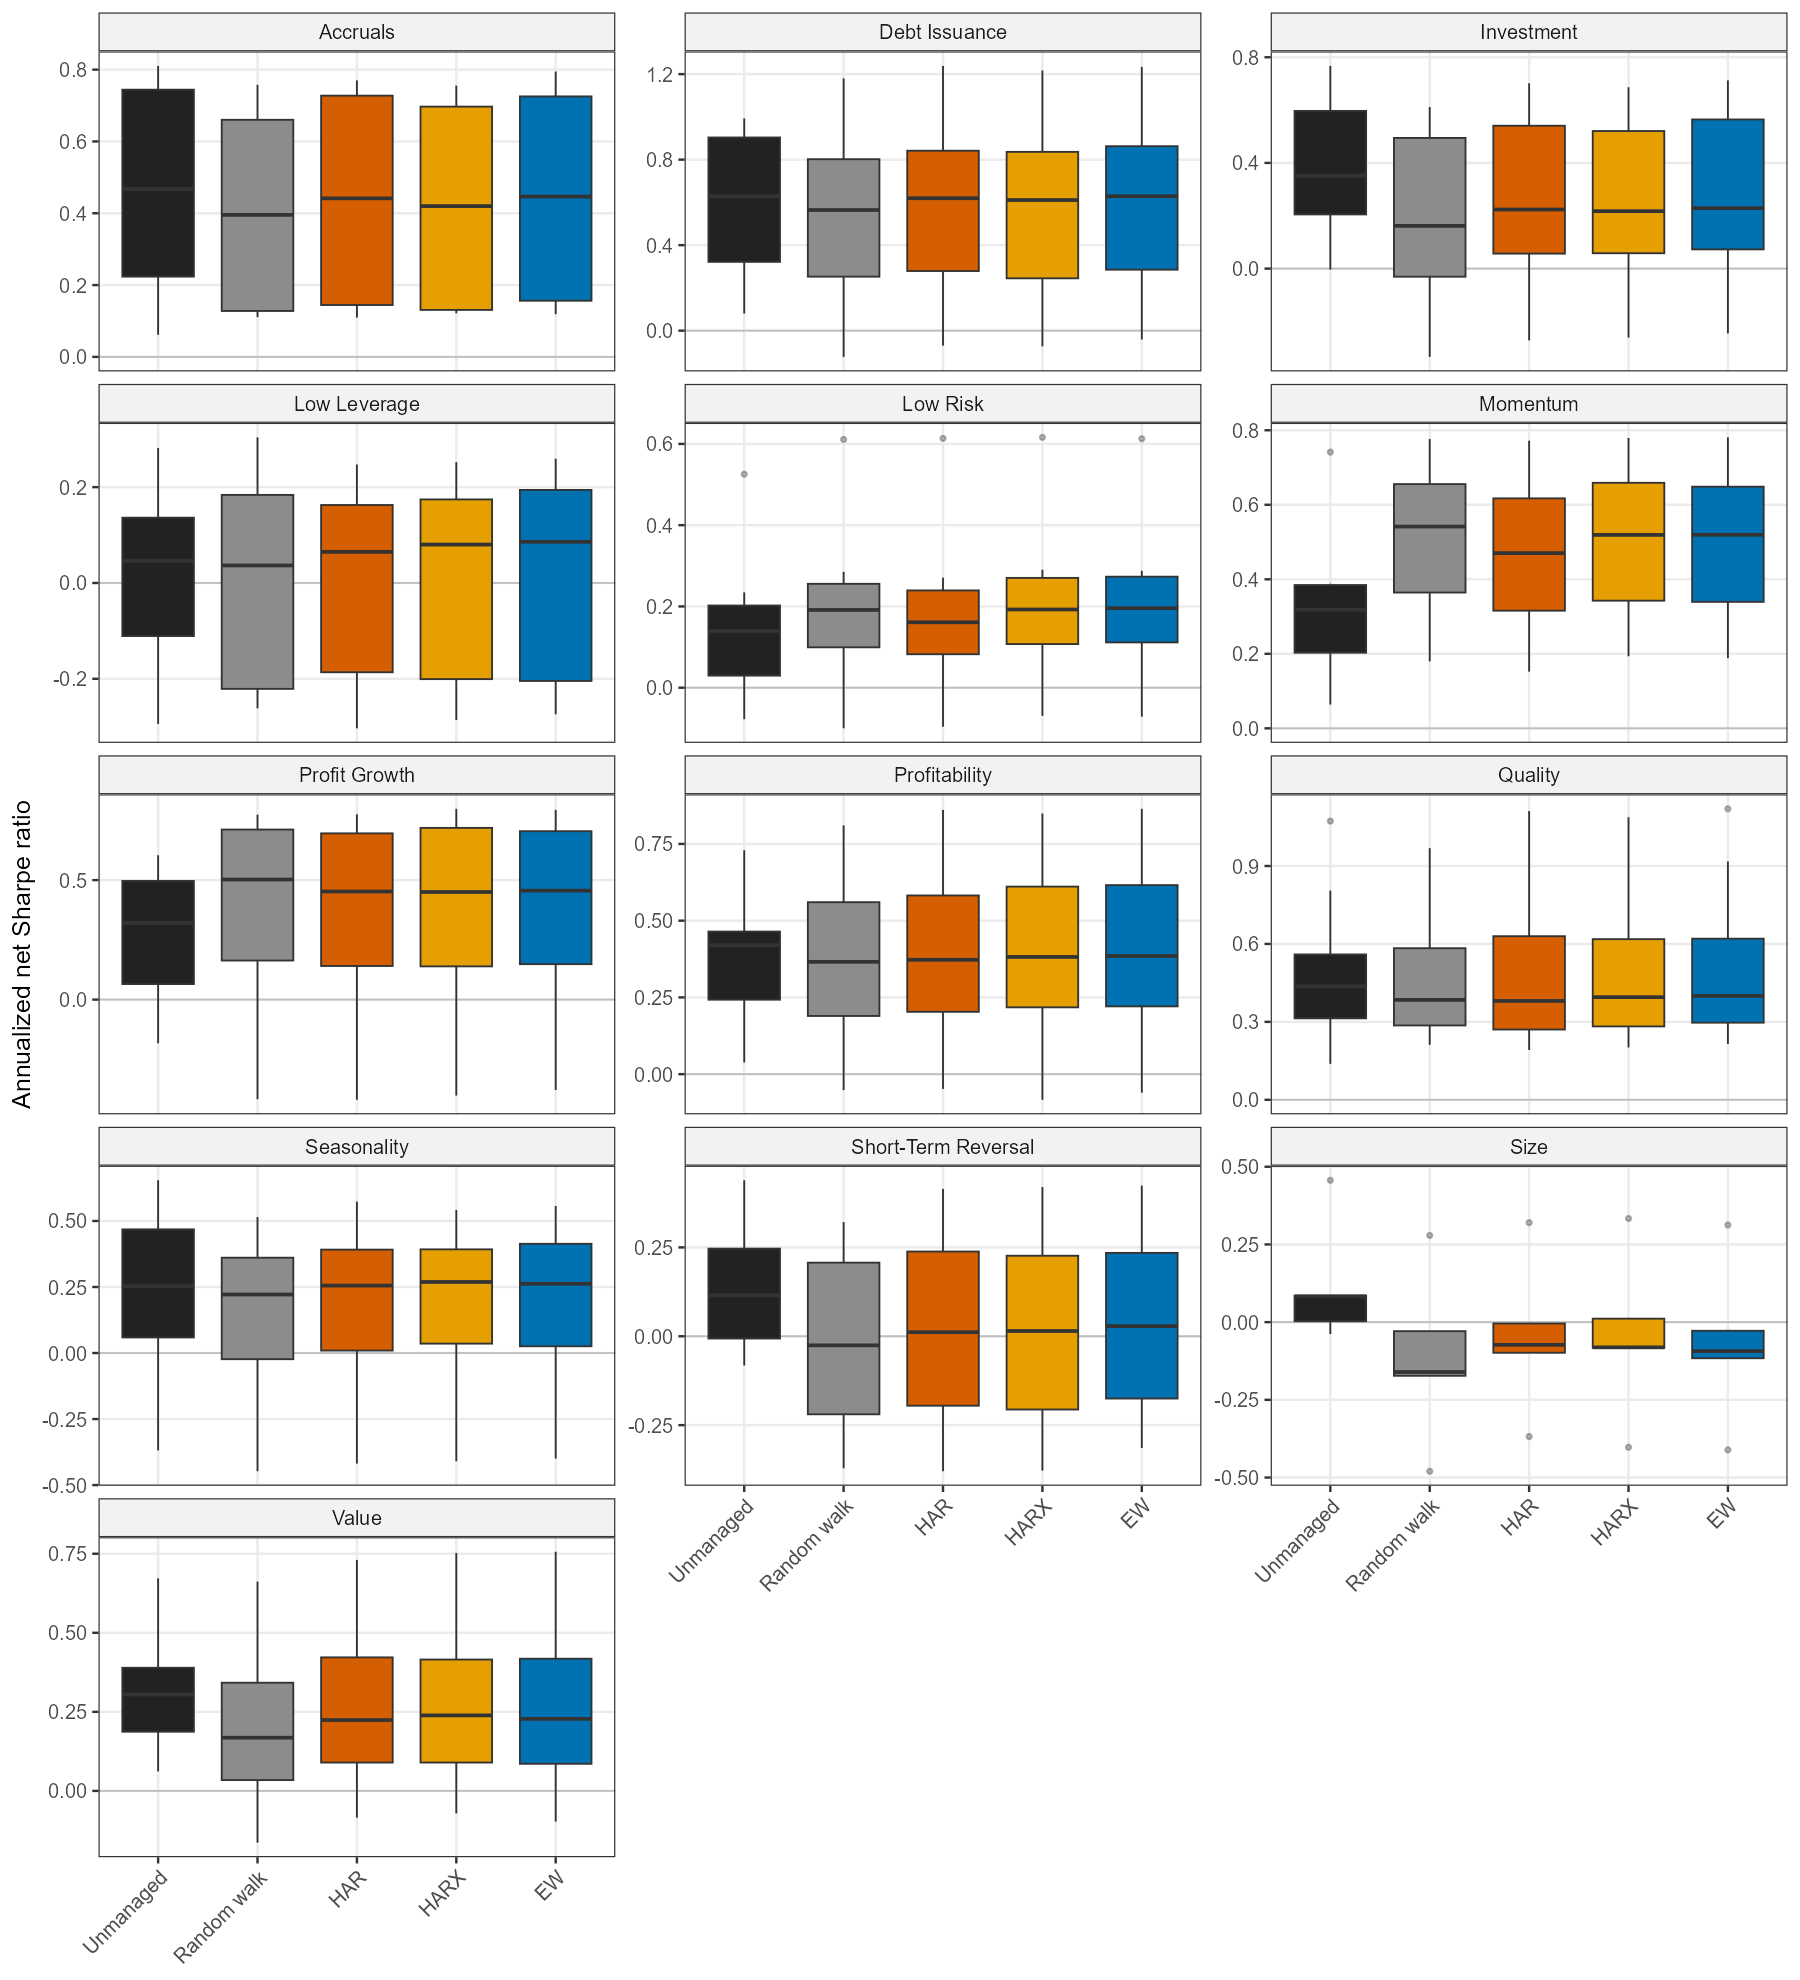 Annualized net Sharpe ratio
Accruals
0.8
0.6
0.4
0.2
0.0
Debt Issuance
1.2
0.8
0.4
0.0
Investment
0.8
0.4
0.0
Low Leverage
0.2
0.0
-0.2
Low Risk
0.6
0.4
0.2
0.0
Momentum
0.8
0.6
0.4
0.2
0.0
Profit Growth
0.5
0.0
Profitability
0.75
0.50
0.25
0.00
Quality
0.9
0.6
0.3
0.0
Seasonality
0.50
0.25
0.00
-0.25
-0.50
Short-Term Reversal
0.25
0.00
-0.25
Unmanaged
Random walk
HAR
HARX
EW
Size
0.50
0.25
0.00
-0.25
-0.50
Unmanaged
Random walk
HAR
HARX
EW
Value
0.75
0.50
0.25
0.00
Unmanaged
Random walk
HAR
HARX
EW